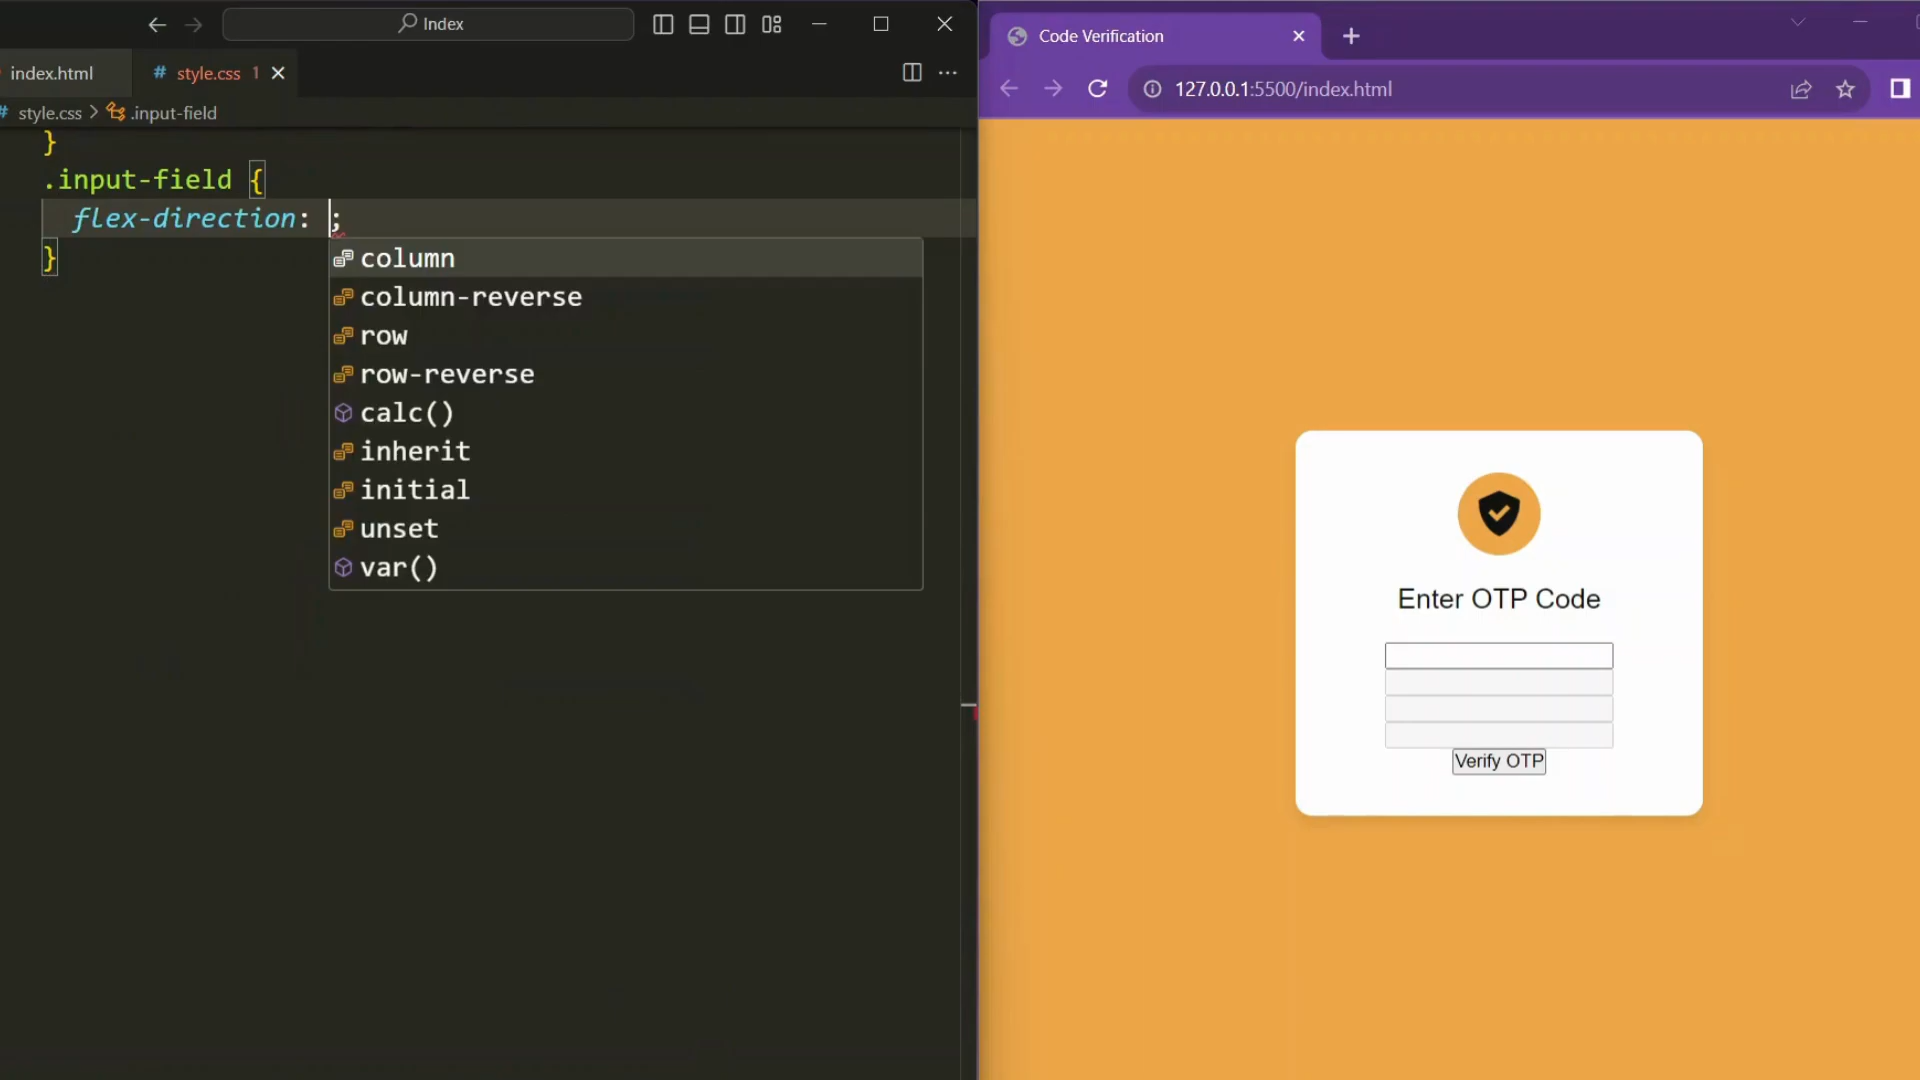 Index
index.html
# style.css 1
# style.css > .input-field
}
.input-field {
flex-direction: ;
column
column-reverse
row
row-reverse
calc()
inherit
initial
unset
var()
}
Code Verification
127.0.0.1:5500/index.html
Enter OTP Code
Verify OTP